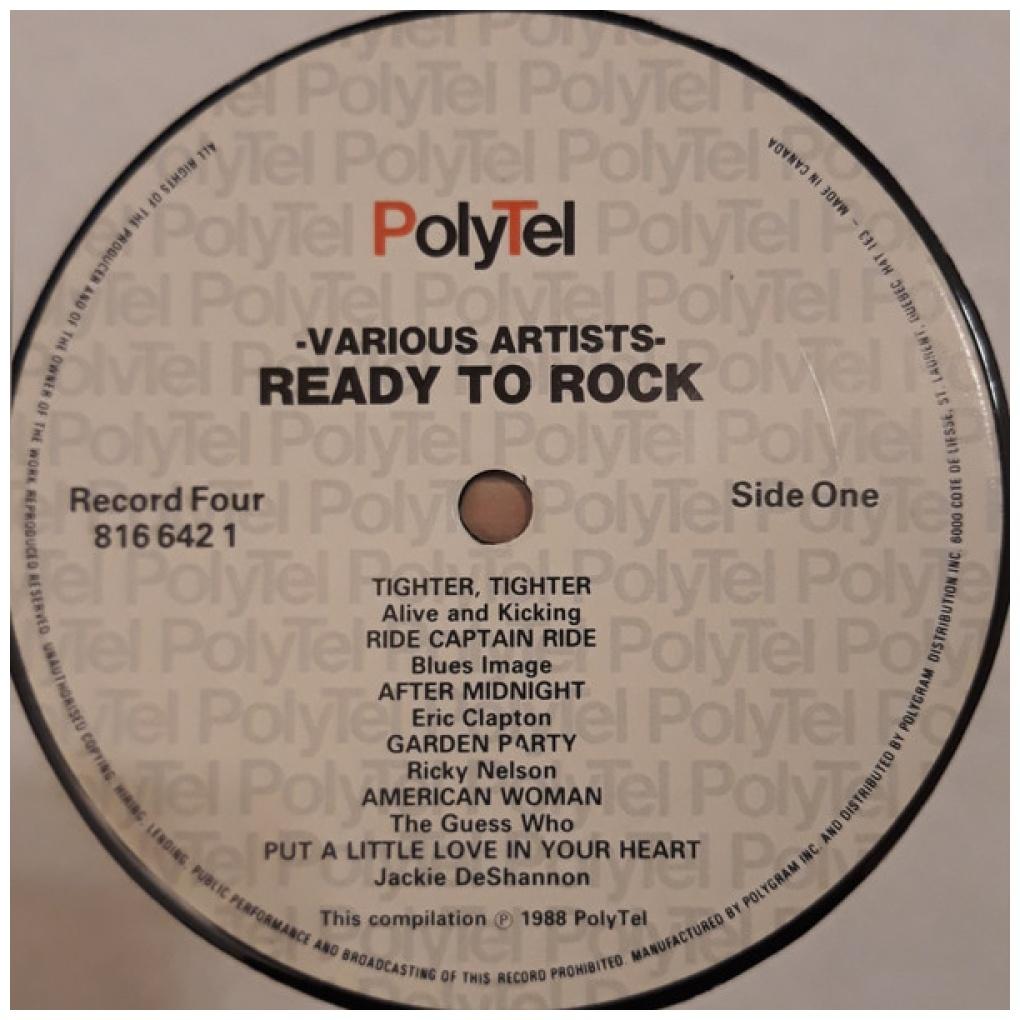 PolyTel
-VARIOUS ARTISTS-
READY TO ROCK
Record Four
816 642 1
Side One
TIGHTER, TIGHTER
Alive and Kicking
RIDE CAPTAIN RIDE
Blues Image
AFTER MIDNIGHT
Eric Clapton
GARDEN PARTY
Ricky Nelson
AMERICAN WOMAN
The Guess Who
PUT A LITTLE LOVE IN YOUR HEART
Jackie DeShannon
This compilation ℗ 1988 PolyTel
ALL RIGHTS OF THE PRODUCER AND OF THE OWNER OF THE WORK REPRODUCED RESERVED. UNAUTHORISED COPYING, HIRING, LENDING, PUBLIC PERFORMANCE AND BROADCASTING OF THIS RECORD PROHIBITED. MANUFACTURED BY POLYGRAM INC. AND DISTRIBUTED BY POLYGRAM DISTRIBUTION INC. 6000 COTE DE LIESSE, ST. LAURENT, QUEBEC H4T 1E3 - MADE IN CANADA